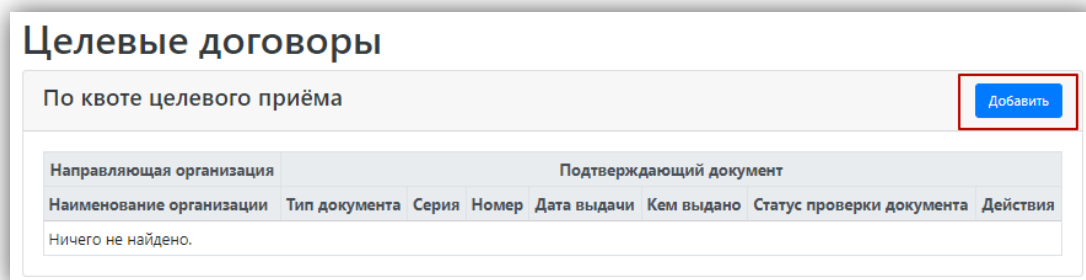 Целевые договоры
По квоте целевого приёма
Добавить
Направляющая организация Подтверждающий документ
Наименование организации Тип документа Серия Номер Дата выдачи Кем выдано Статус проверки документа Действия
Ничего не найдено.